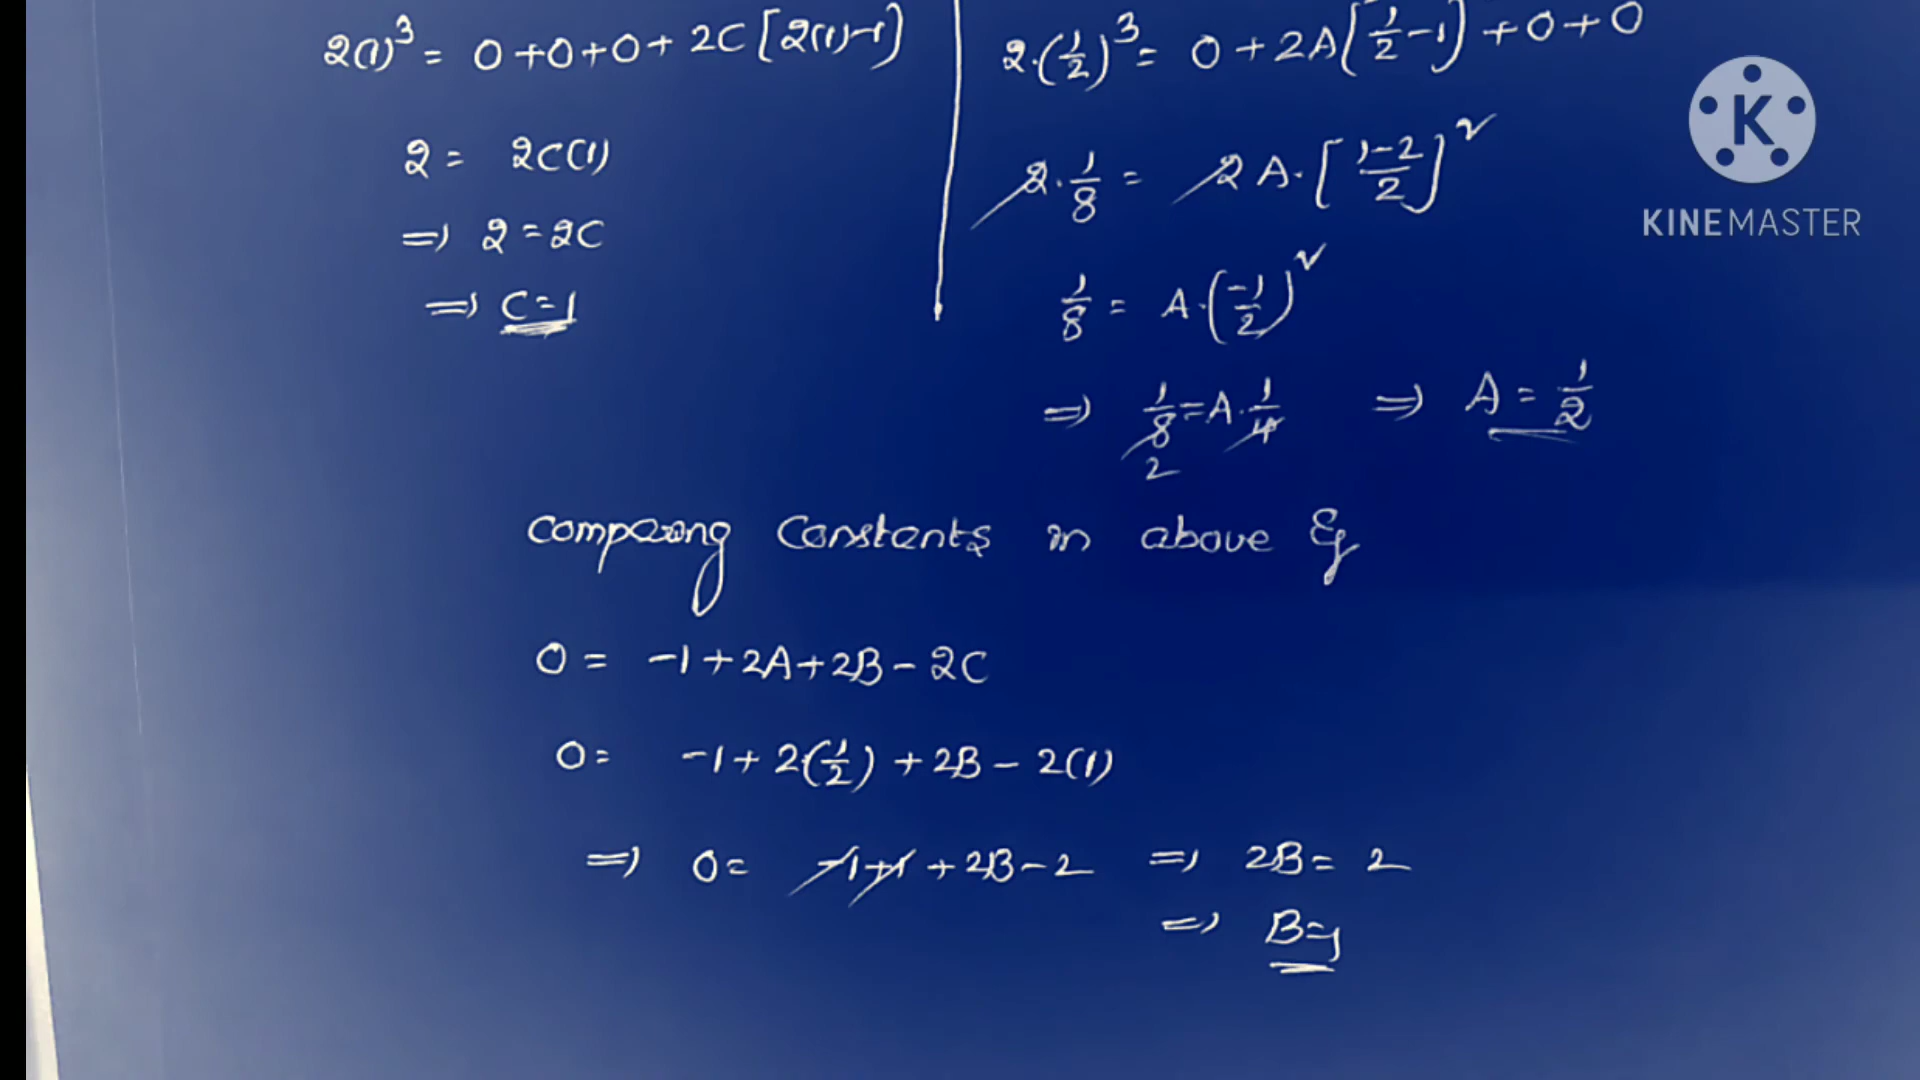 2(1)³ = 0+0+0+2C[2(1)-1]
2 = 2C(1)
⇒ 2 = 2C
⇒ C=1
2.(1/2)³ = 0+2A[1/2-1]+0+0
2.1/8 = 2A.[(1-2)/2]²
1/8 = A.(-1/2)²
⇒ 1/8 = A.1/4 ⇒ A = 1/2
2
Comparing Constants in above Eq
0 = -1+2A+2B-2C
0 = -1+2(1/2)+2B-2(1)
⇒ 0 = -1+1+2B-2 ⇒ 2B = 2
⇒ B=1
K
KINEMASTER